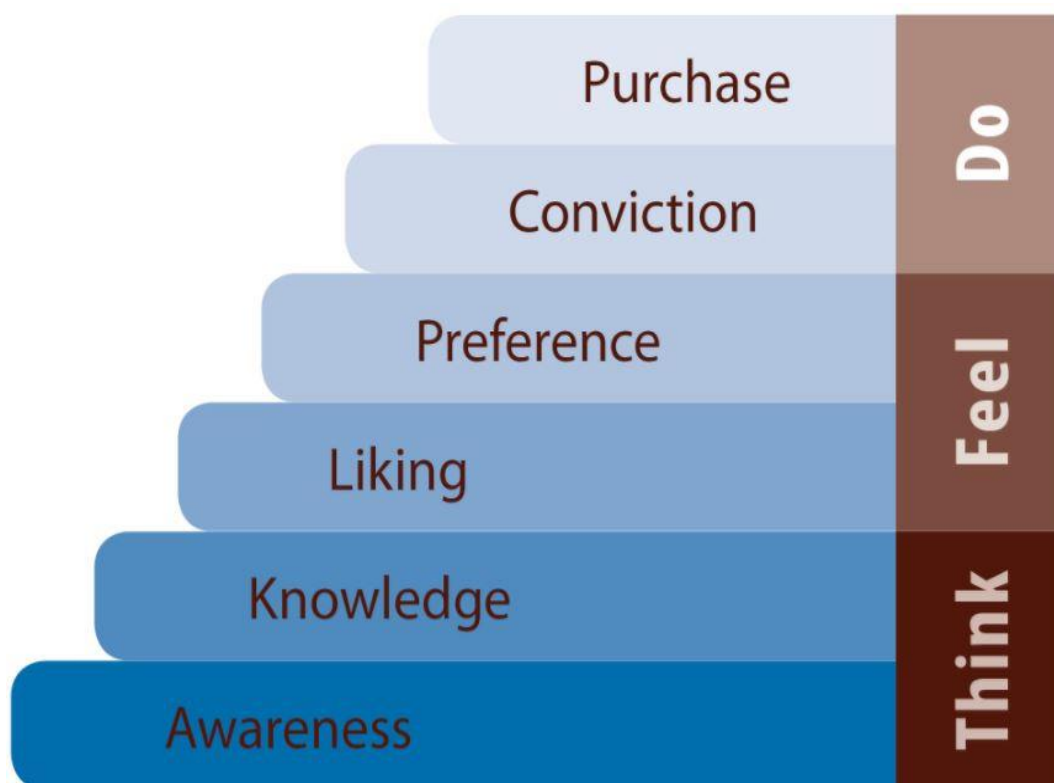 Purchase
Conviction
Preference
Liking
Knowledge
Awareness
Do
Feel
Think